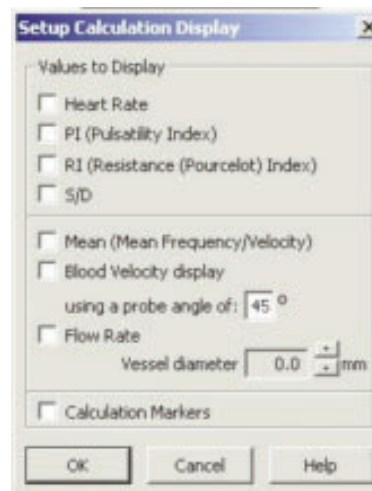 Setup Calculation Display
Values to Display
Heart Rate
PI (Pulsatility Index)
RI (Resistance (Pourcelot) Index)
S/D
Mean (Mean Frequency/Velocity)
Blood Velocity display
using a probe angle of: 45 °
Flow Rate
Vessel diameter 0.0 mm
Calculation Markers
OK Cancel Help